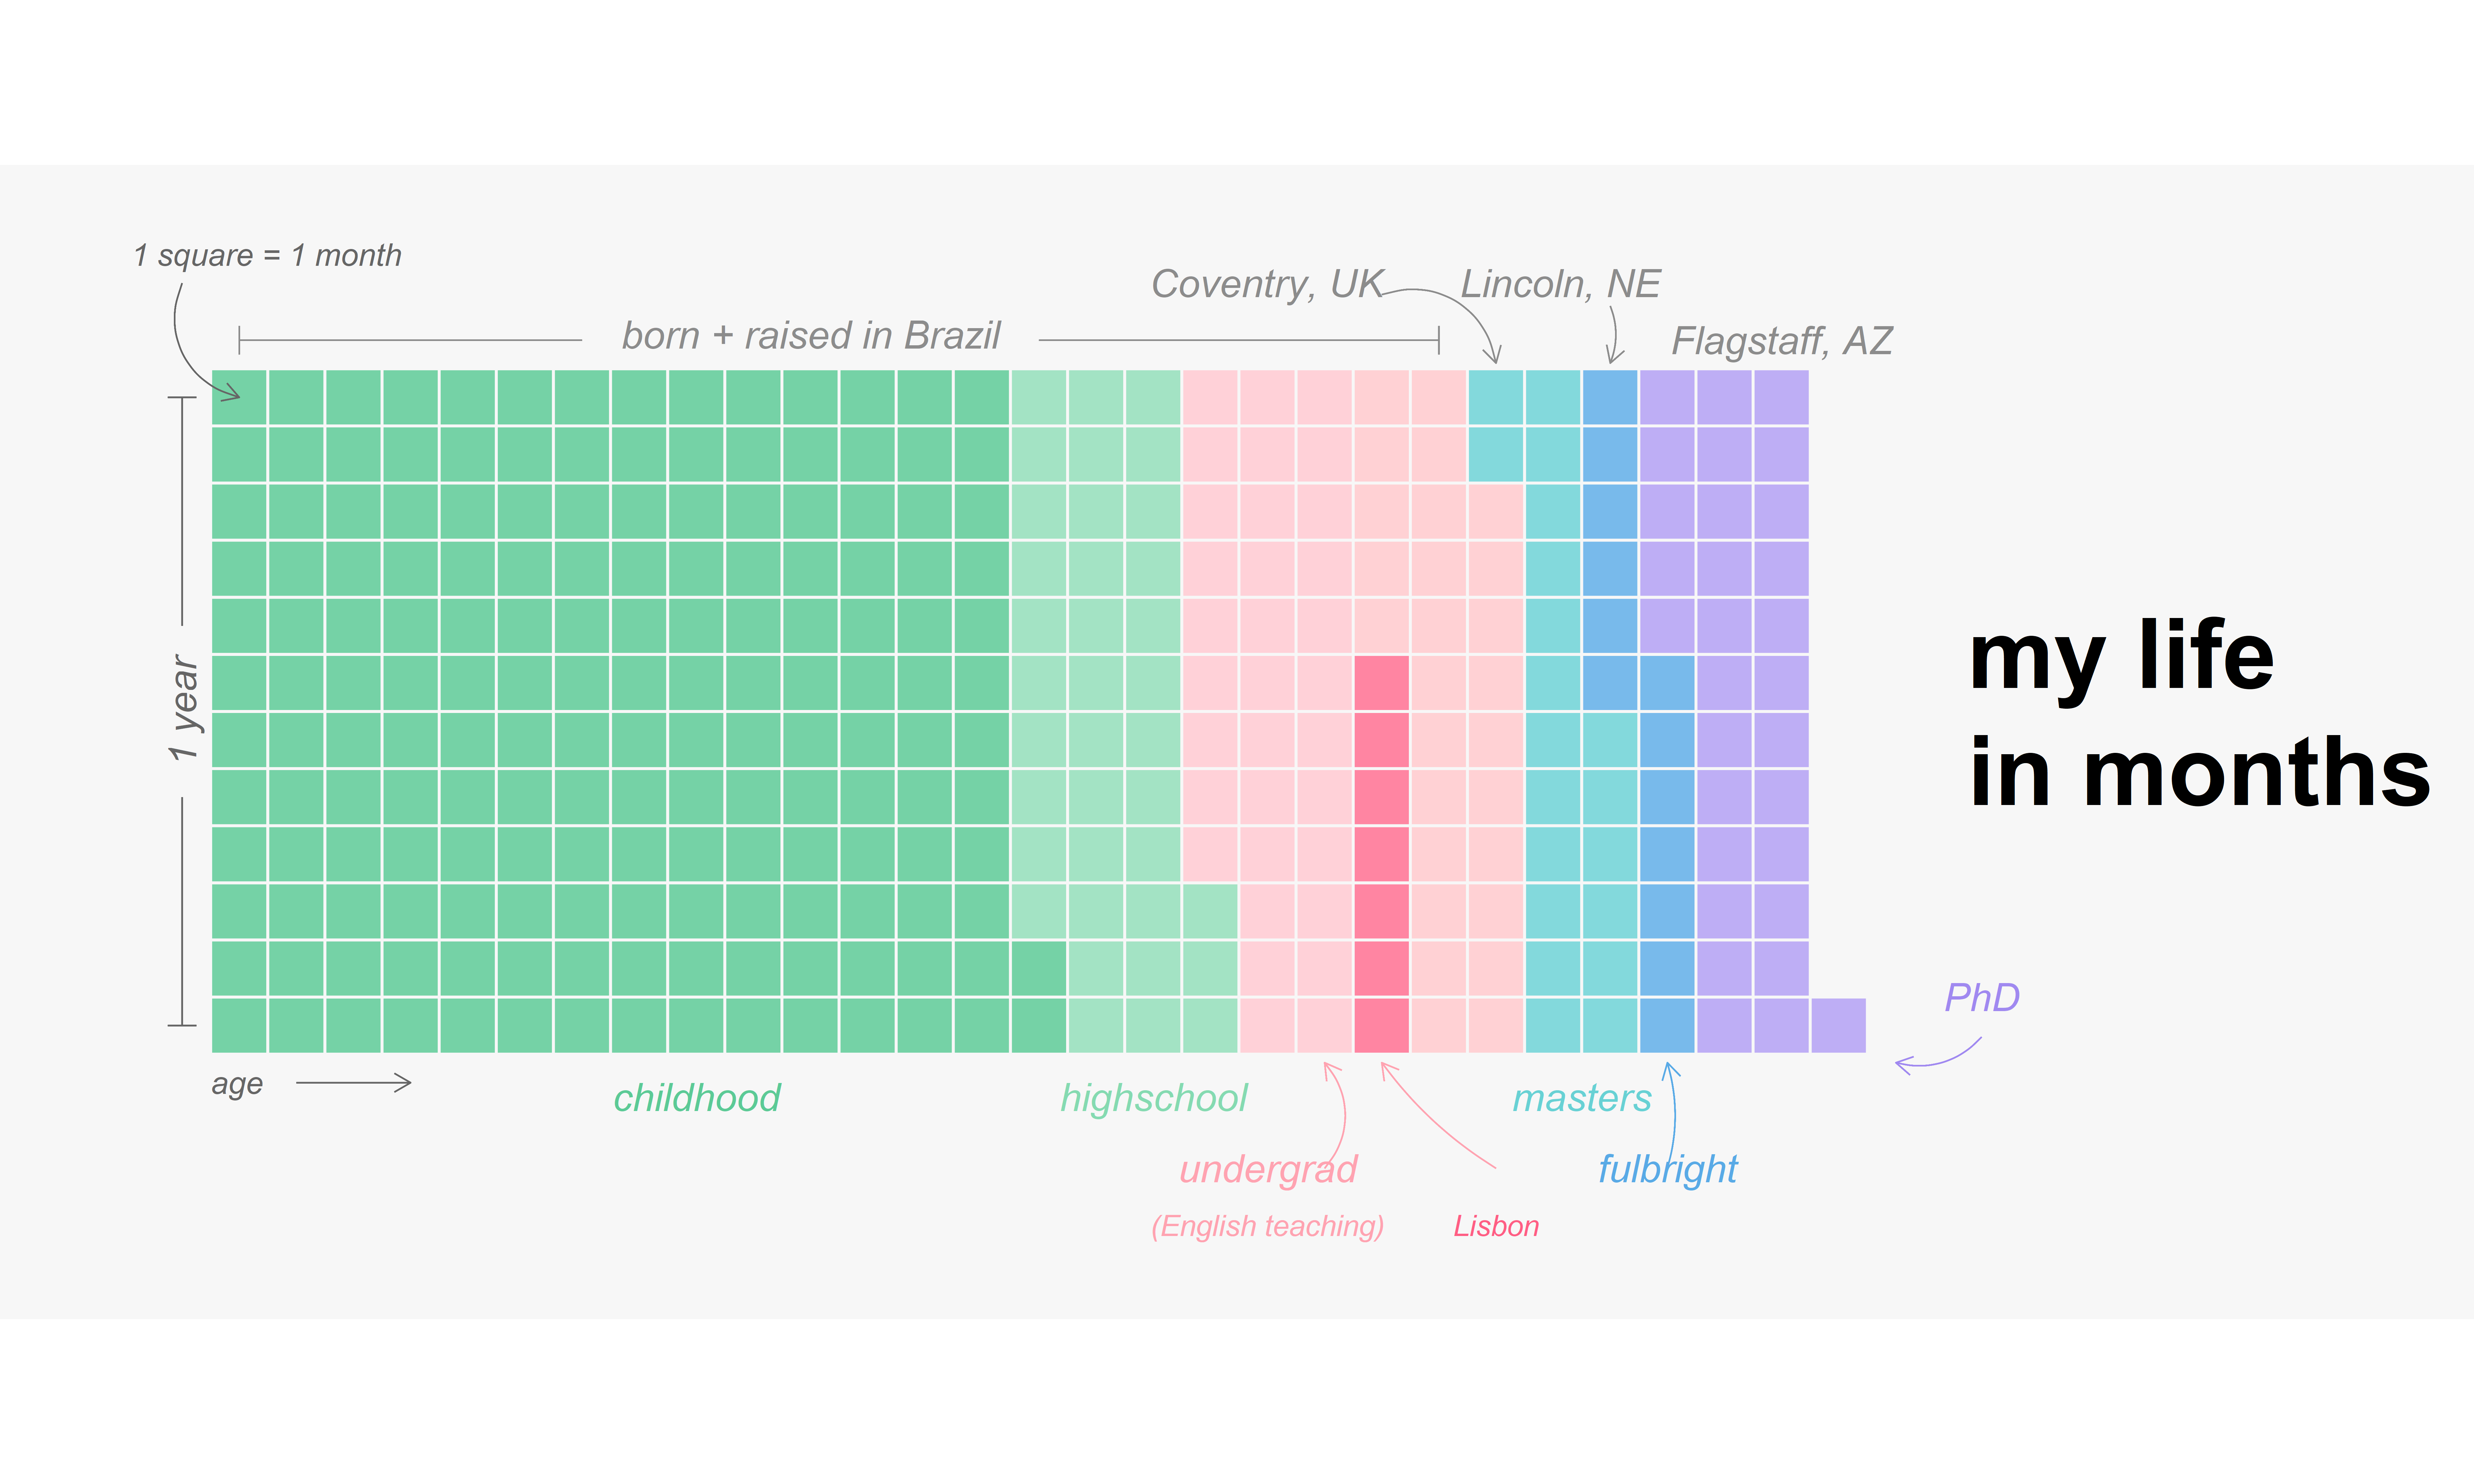 1 square = 1 month
Coventry, UK
Lincoln, NE
born + raised in Brazil
Flagstaff, AZ
1 year
my life
in months
PhD
age
childhood
highschool
masters
undergrad
fulbright
(English teaching)
Lisbon